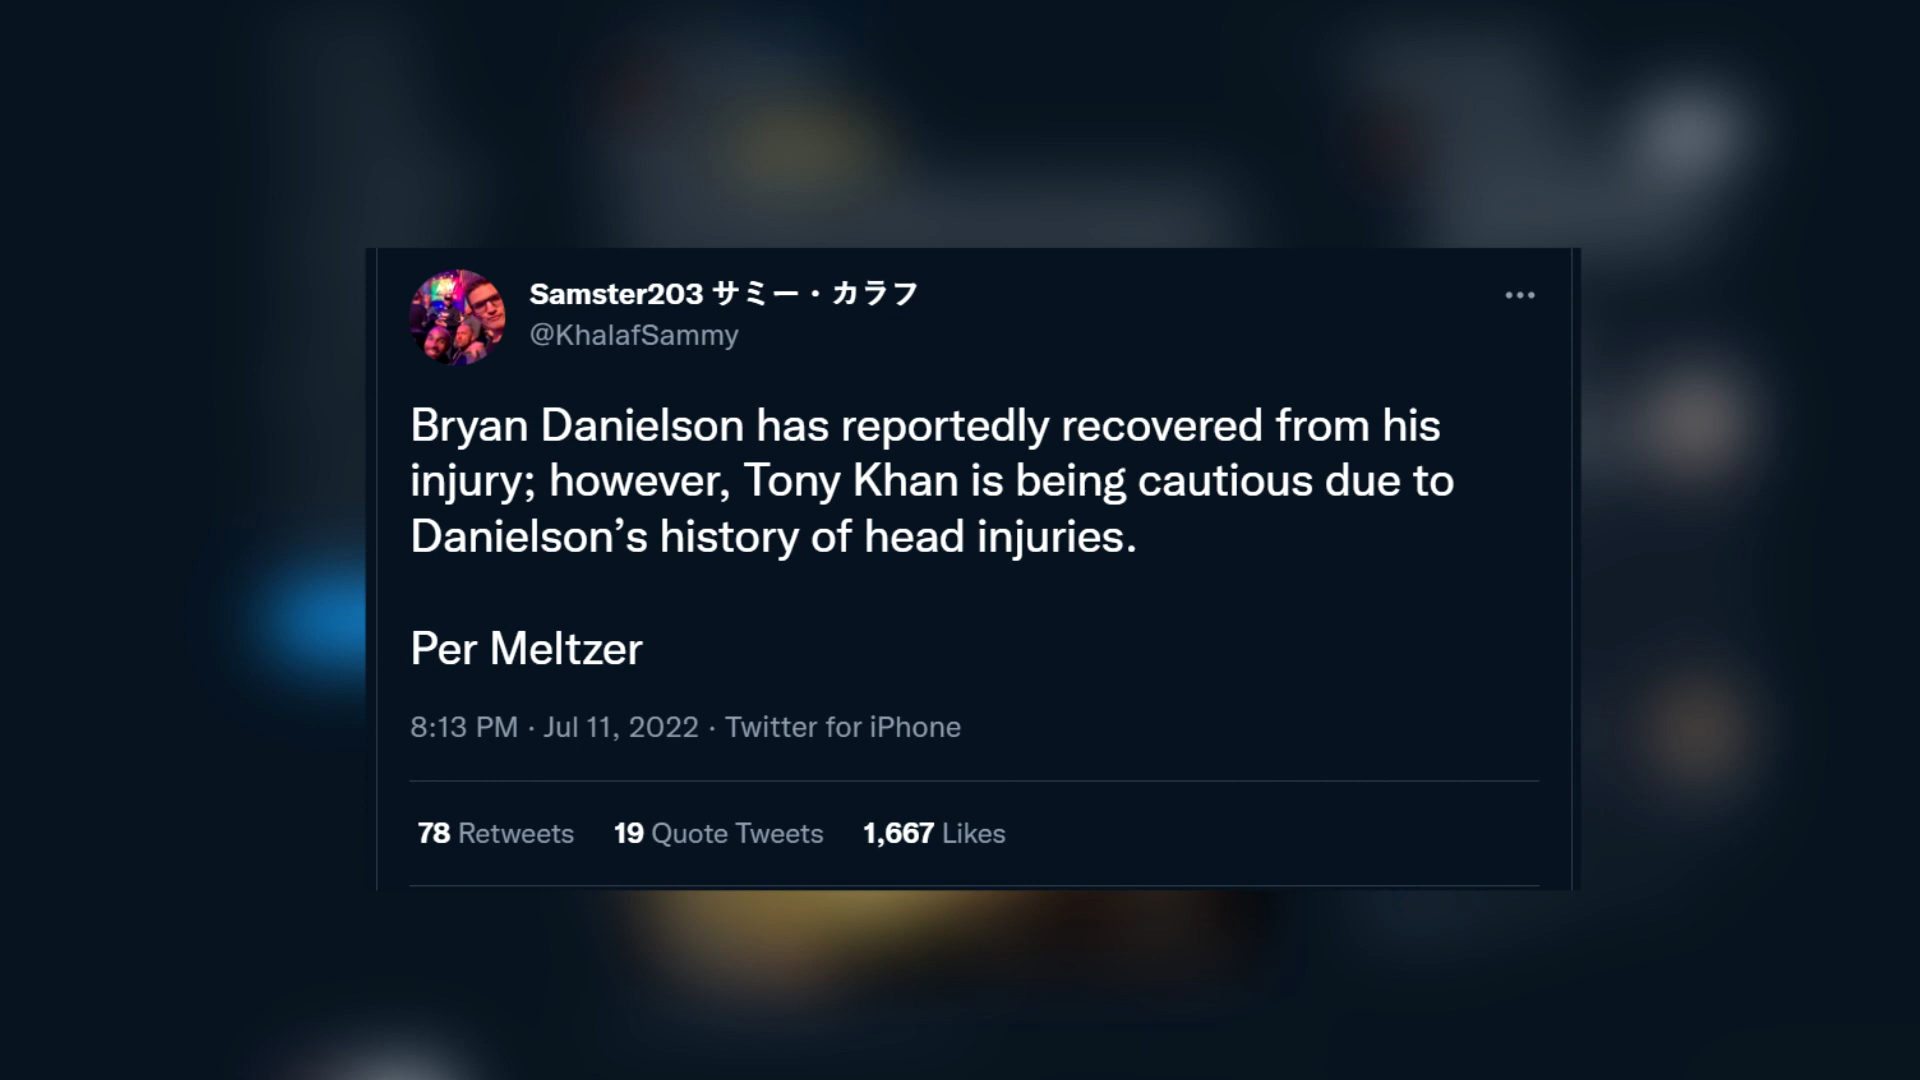 Samster203 サミー・カラフ
@KhalafSammy
Bryan Danielson has reportedly recovered from his
injury; however, Tony Khan is being cautious due to
Danielson’s history of head injuries.
Per Meltzer
8:13 PM · Jul 11, 2022 · Twitter for iPhone
78 Retweets 19 Quote Tweets 1,667 Likes